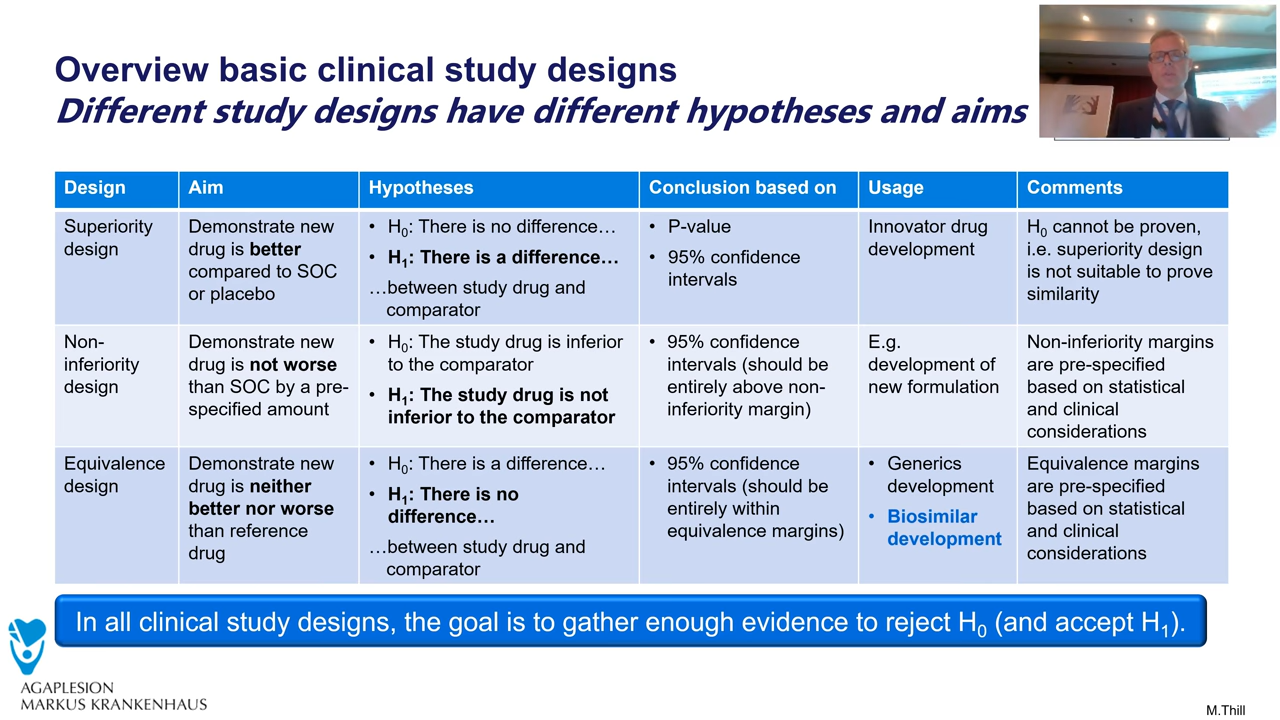 Overview basic clinical study designs
Different study designs have different hypotheses and aims
Design Aim Hypotheses Conclusion based on Usage Comments
Superiority
design
Demonstrate new
drug is better
compared to SOC
or placebo
• H₀: There is no difference…
• H₁: There is a difference…
…between study drug and
comparator
• P-value
• 95% confidence
intervals
Innovator drug
development
H₀ cannot be proven,
i.e. superiority design
is not suitable to prove
similarity
Non-
inferiority
design
Demonstrate new
drug is not worse
than SOC by a pre-
specified amount
• H₀: The study drug is inferior
to the comparator
• H₁: The study drug is not
inferior to the comparator
• 95% confidence
intervals (should be
entirely above non-
inferiority margin)
E.g.
development of
new formulation
Non-inferiority margins
are pre-specified
based on statistical
and clinical
considerations
Equivalence
design
Demonstrate new
drug is neither
better nor worse
than reference
drug
• H₀: There is a difference…
• H₁: There is no
difference…
…between study drug and
comparator
• 95% confidence
intervals (should be
entirely within
equivalence margins)
• Generics
development
• Biosimilar
development
Equivalence margins
are pre-specified
based on statistical
and clinical
considerations
In all clinical study designs, the goal is to gather enough evidence to reject H₀ (and accept H₁).
AGAPLESION
MARKUS KRANKENHAUS
M.Thill